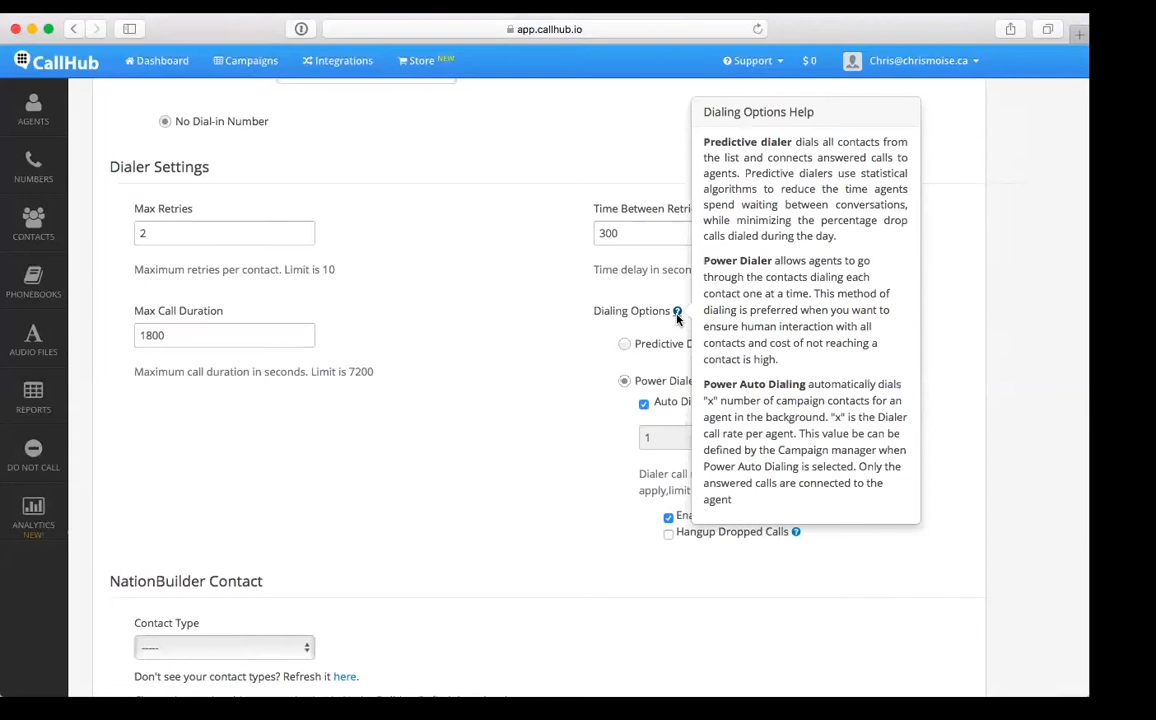 app.callhub.io
CallHub
Dashboard
Campaigns
Integrations
Store NEW
Support
$ 0
Chris@chrismoise.ca
AGENTS
NUMBERS
CONTACTS
PHONEBOOKS
A
AUDIO FILES
REPORTS
DO NOT CALL
ANALYTICS
NEW!
No Dial-in Number
Dialer Settings
Max Retries
2
Maximum retries per contact. Limit is 10
Max Call Duration
1800
Maximum call duration in seconds. Limit is 7200
Time Between Retri
300
Time delay in secon
Dialing Options ?
Predictive D
Power Diale
Auto Di
1
Dialer call
apply,limit
Ena
Hangup Dropped Calls ?
Dialing Options Help
Predictive dialer dials all contacts from
the list and connects answered calls to
agents. Predictive dialers use statistical
algorithms to reduce the time agents
spend waiting between conversations,
while minimizing the percentage drop
calls dialed during the day.
Power Dialer allows agents to go
through the contacts dialing each
contact one at a time. This method of
dialing is preferred when you want to
ensure human interaction with all
contacts and cost of not reaching a
contact is high.
Power Auto Dialing automatically dials
"x" number of campaign contacts for an
agent in the background. "x" is the Dialer
call rate per agent. This value be can be
defined by the Campaign manager when
Power Auto Dialing is selected. Only the
answered calls are connected to the
agent
NationBuilder Contact
Contact Type
-----
Don't see your contact types? Refresh it here.